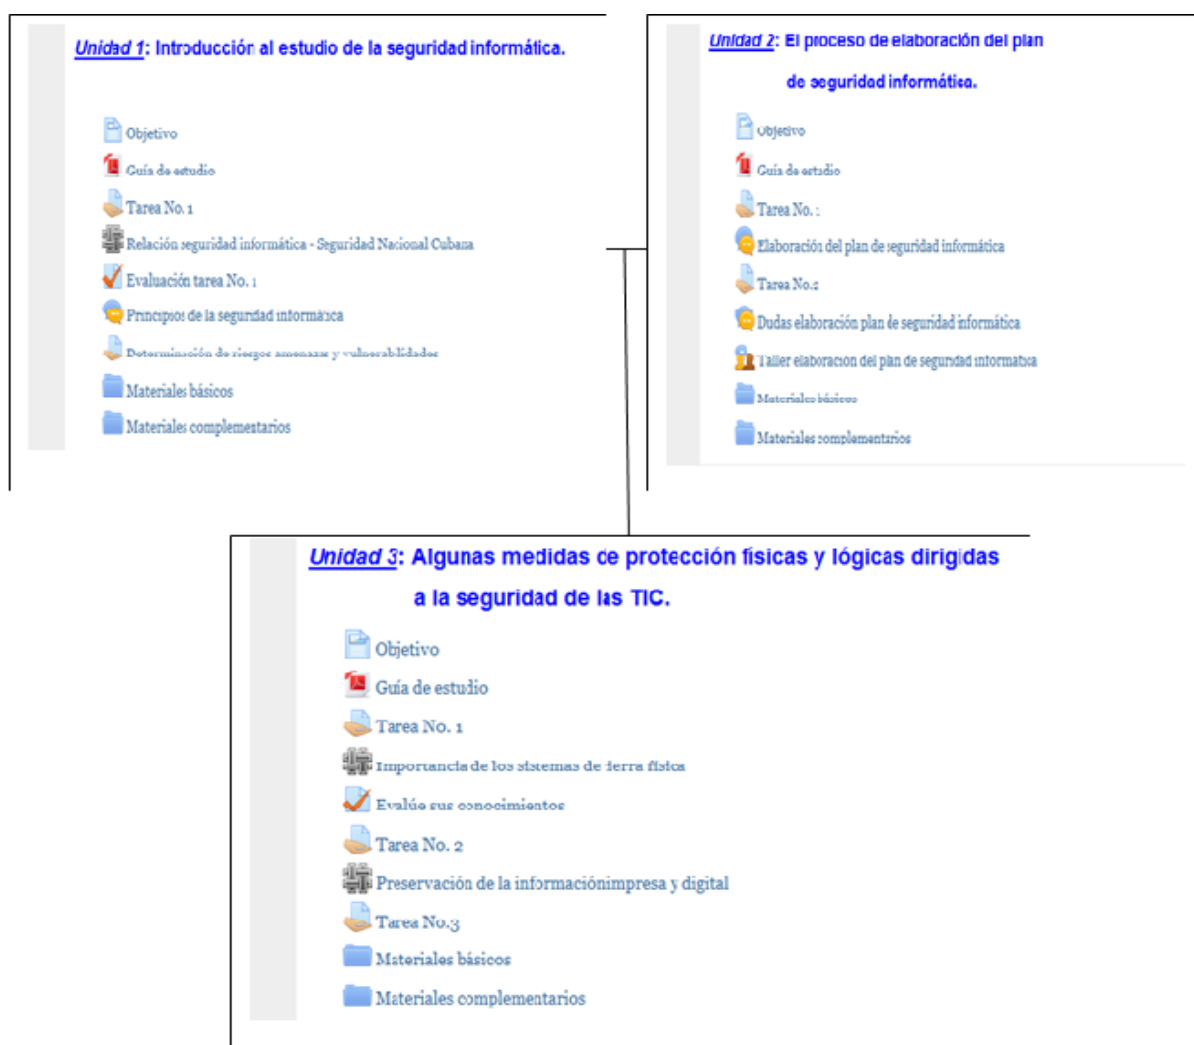 Unidad 1: Introducción al estudio de la seguridad informática.
Objetivo
Guía de estudio
Tarea No. 1
Relación seguridad informática - Seguridad Nacional Cubana
Evaluación tarea No. 1
Principios de la seguridad informática
Determinación de riesgos amenazas y vulnerabilidades
Materiales básicos
Materiales complementarios
Unidad 2: El proceso de elaboración del plan
de seguridad informática.
Objetivo
Guía de estudio
Tarea No. 1
Elaboración del plan de seguridad informática
Tarea No.2
Dudas elaboración plan de seguridad informática
Taller elaboración del plan de seguridad informática
Materiales básicos
Materiales complementarios
Unidad 3: Algunas medidas de protección físicas y lógicas dirigidas
a la seguridad de las TIC.
Objetivo
Guía de estudio
Tarea No. 1
Importancia de los sistemas de tierra física
Evalúe sus conocimientos
Tarea No. 2
Preservación de la informaciónimpresa y digital
Tarea No.3
Materiales básicos
Materiales complementarios